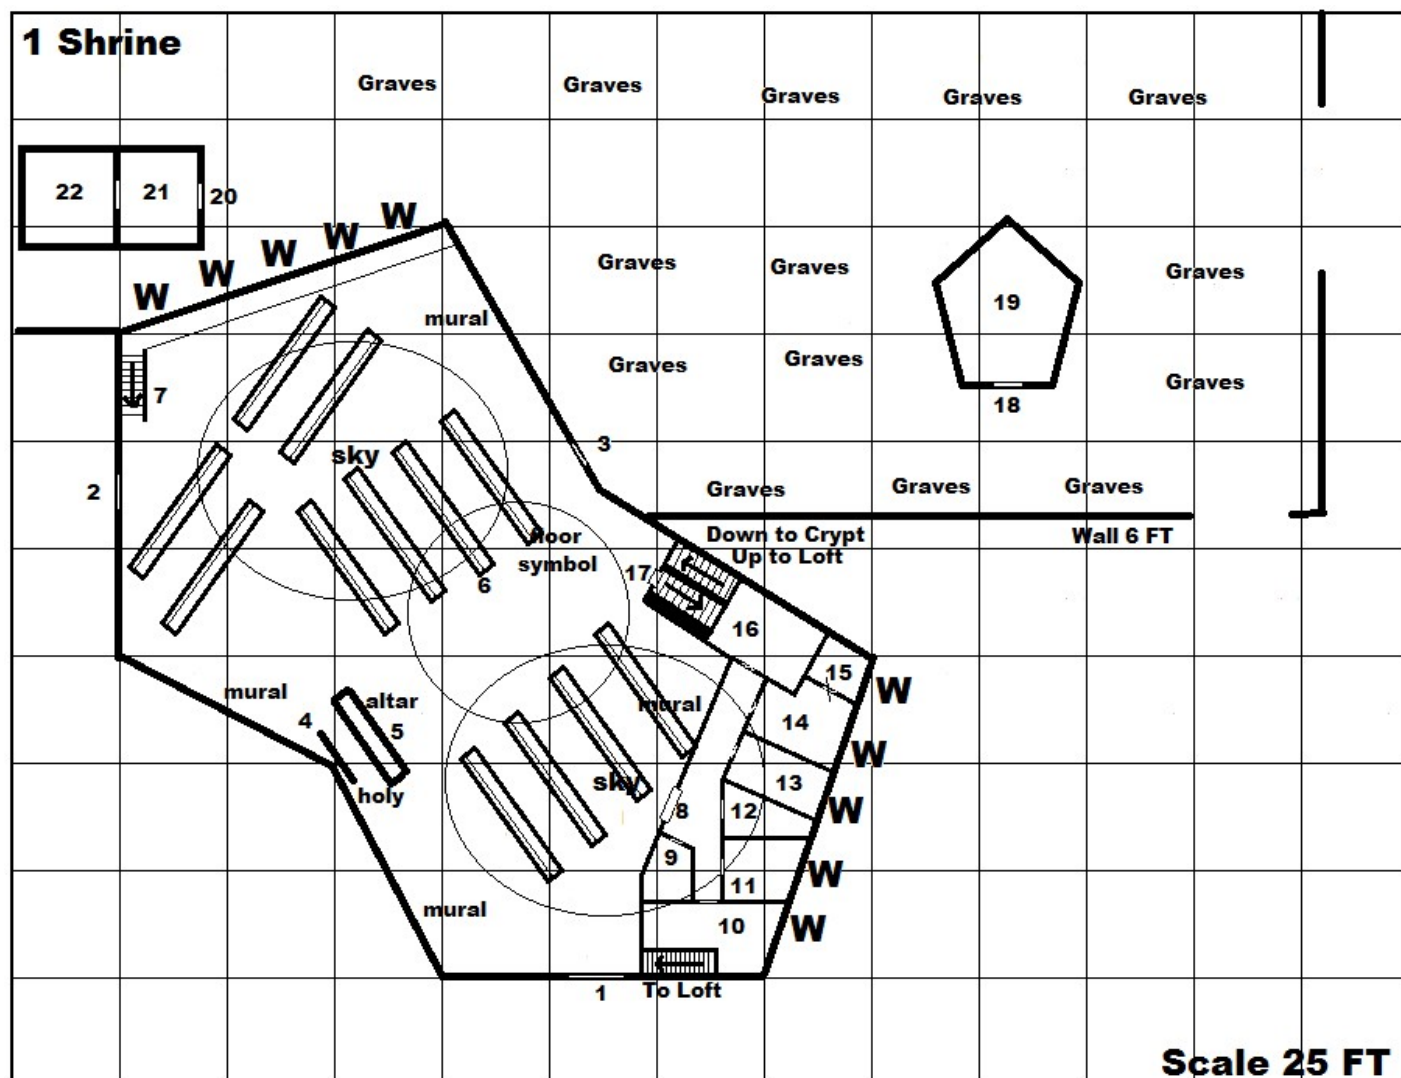 1 Shrine
Graves
Graves
Graves
Graves
Graves
22
21
20
W
W
W
W
W
Graves
Graves
Graves
19
mural
Graves
Graves
Graves
7
18
3
sky
2
Graves
Graves
Graves
floor
symbol
Down to Crypt
Up to Loft
Wall 6 FT
17
6
16
15
mural
altar
mural
W
4
5
14
W
sky
holy
13
8
12
W
9
11
W
mural
10
W
1
To Loft
Scale 25 FT